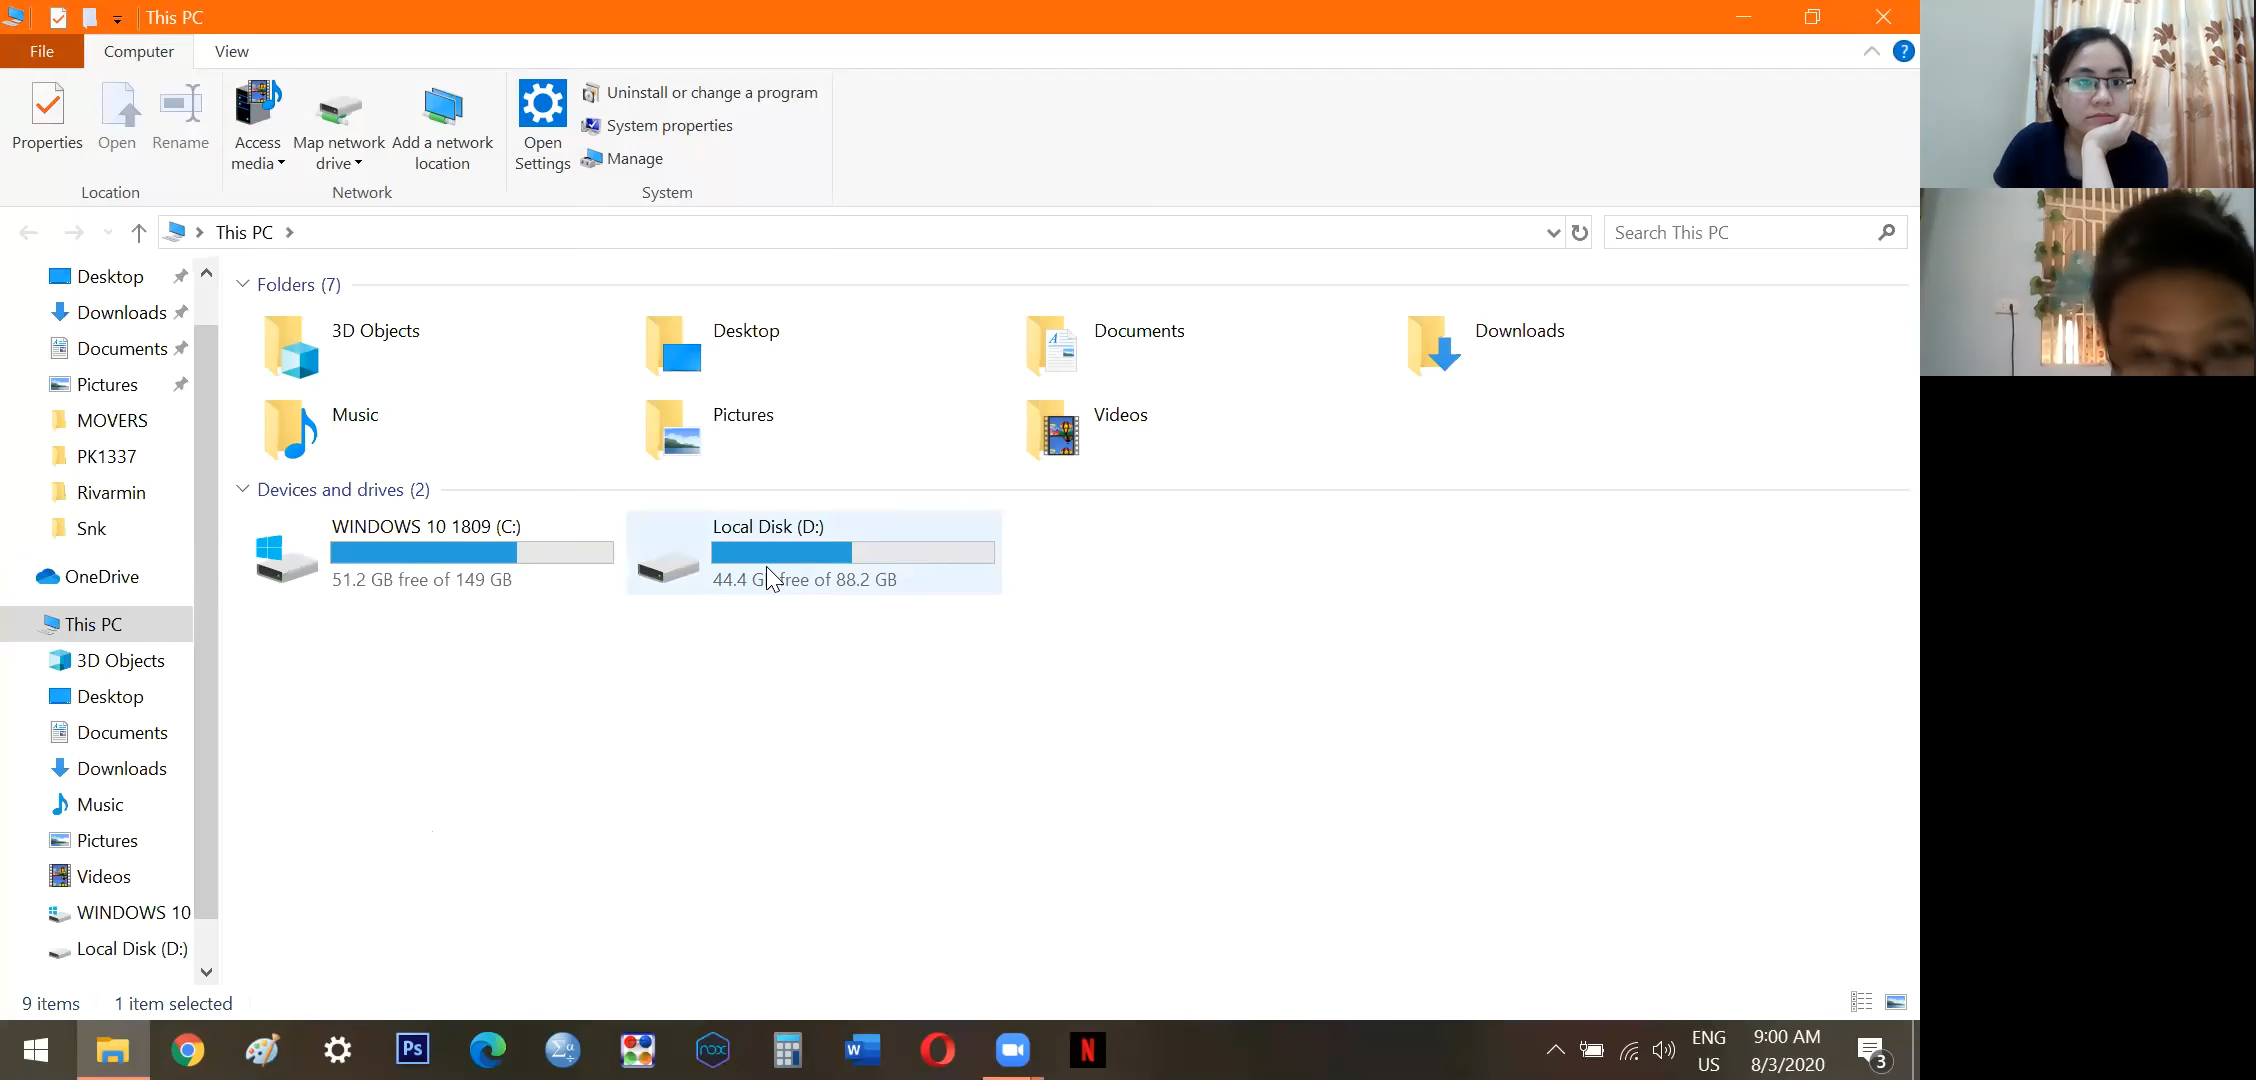 This PC
File Computer View
Properties Open Rename Access media Map network drive Add a network location Open Settings Uninstall or change a program
System properties
Manage
Location Network System
This PC
Search This PC
Desktop
Downloads
Documents
Pictures
MOVERS
PK1337
Rivarmin
Snk
OneDrive
This PC
3D Objects
Desktop
Documents
Downloads
Music
Pictures
Videos
WINDOWS 10
Local Disk (D:)
Folders (7)
3D Objects Desktop Documents Downloads
Music Pictures Videos
Devices and drives (2)
WINDOWS 10 1809 (C:)
51.2 GB free of 149 GB
Local Disk (D:)
44.4 GB free of 88.2 GB
9 items 1 item selected
Ps
Σα÷
nox
W
N
ENG
US
9:00 AM
8/3/2020
3